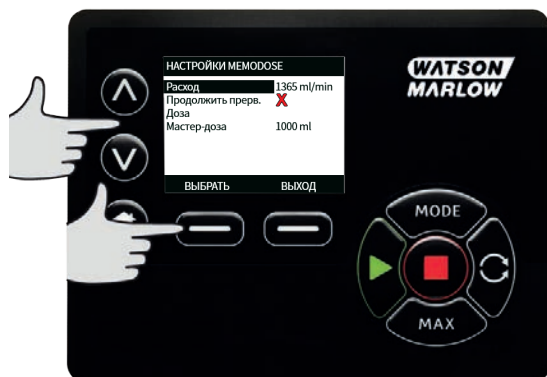 НАСТРОЙКИ MEMODOSE
Расход 1365 ml/min
Продолжить прерв. X
Доза
Мастер-доза 1000 ml
ВЫБРАТЬ ВЫХОД
WATSON
MARLOW
MODE
MAX